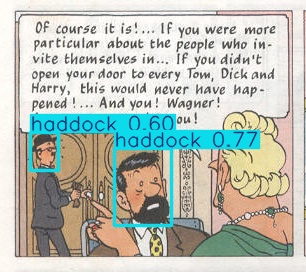 Of course it is!... If you were more
particular about the people who in-
vite themselves in... If you didn't
open your door to every Tom, Dick and
Harry, this would never have hap-
pened!... And you! Wagner!
you!
haddock 0.60
haddock 0.77